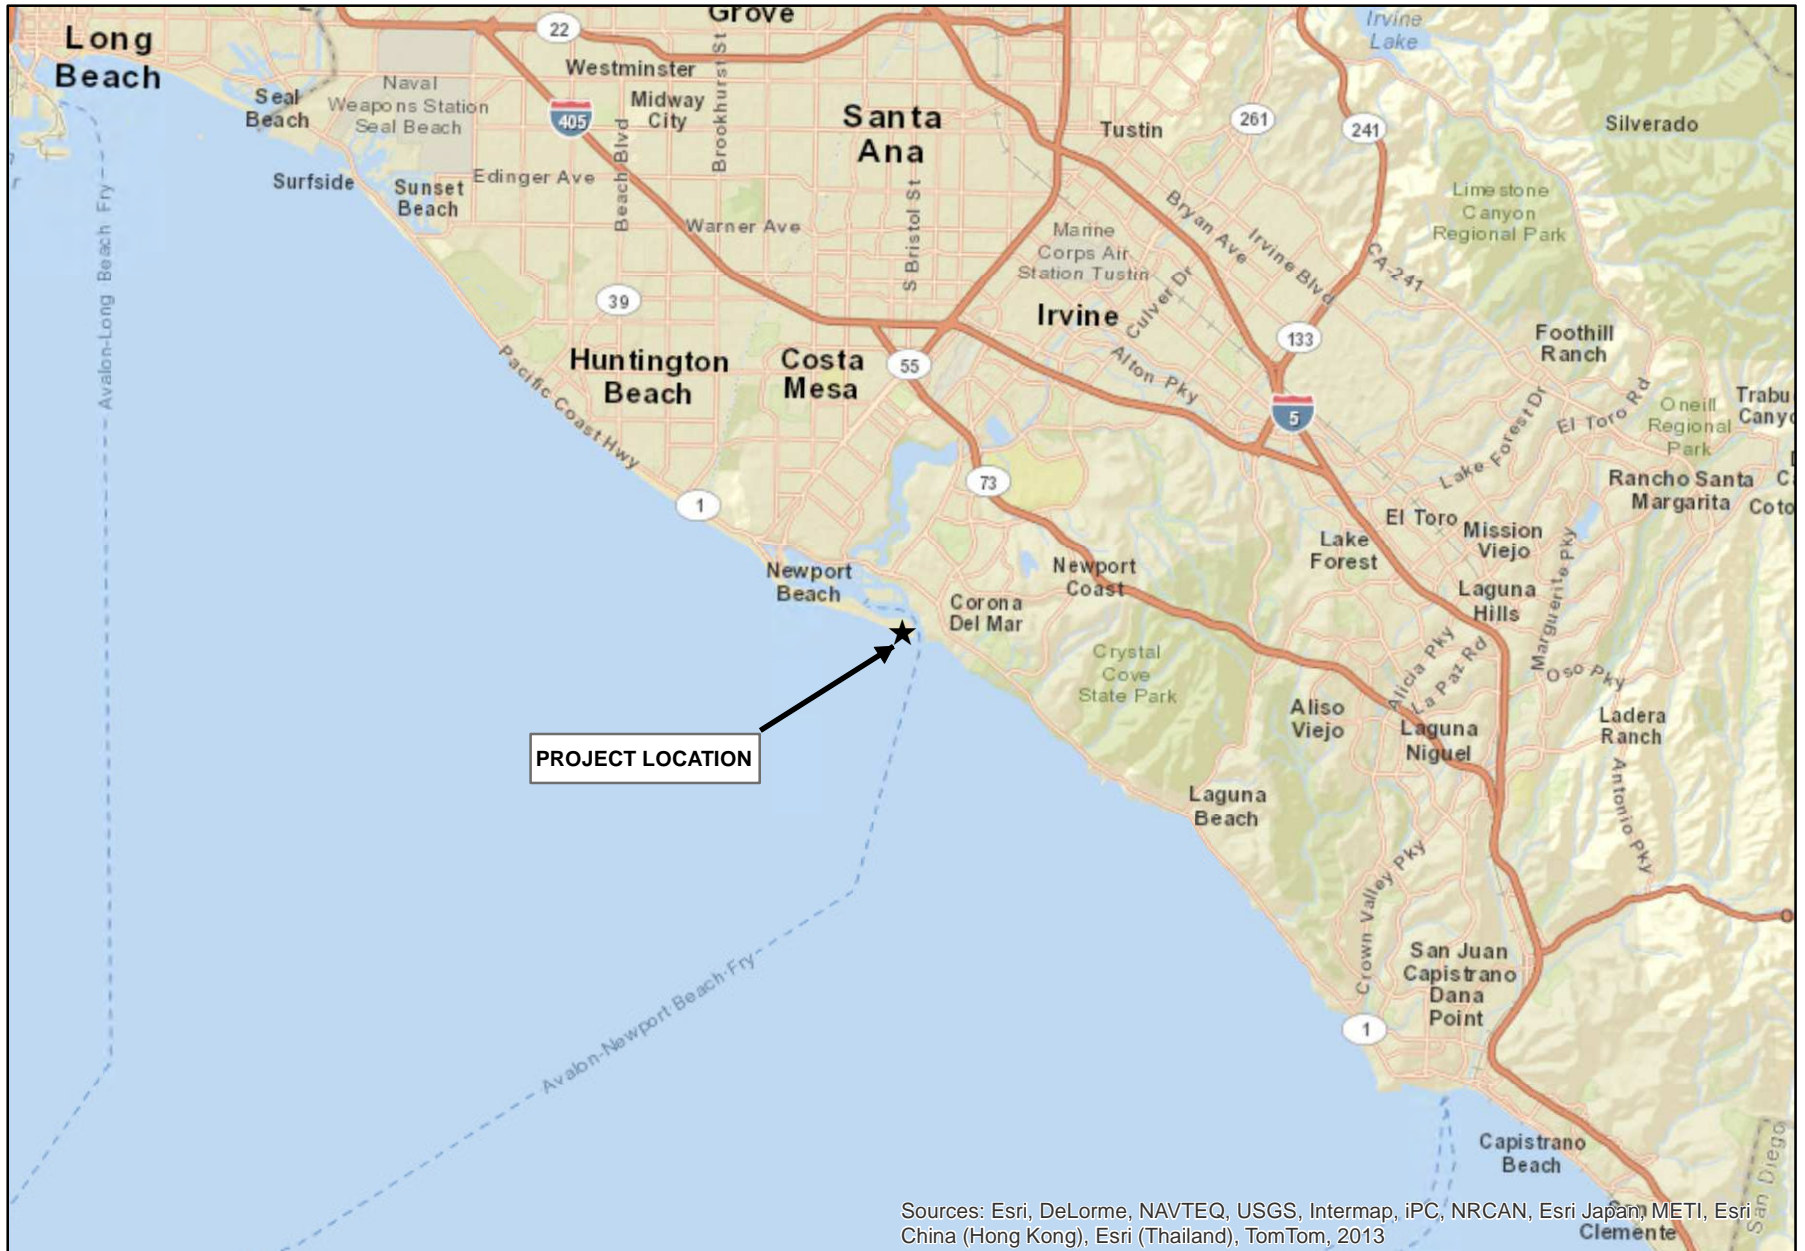 Long
Beach
22
Grove
Irvine
Lake
Westminster
Naval
Weapons Station
Seal Beach
Seal
Beach
405
Midway
City
Brookhurst St
Santa
Ana
Tustin
261
241
Silverado
Surfside
Sunset
Beach
Edinger Ave
Beach Blvd
Warner Ave
S Bristol St
Marine
Corps Air
Station Tustin
Bryan Ave
Irvine Blvd
Limestone
Canyon
Regional Park
CA-241
Avalon-Long Beach Fry
39
Irvine
Culver Dr
133
Foothill
Ranch
Huntington
Beach
Costa
Mesa
55
Alton Pky
Pacific Coast Hwy
5
Lake Forest Dr
El Toro Rd
Oneill
Regional
Park
Trabu
Canyo
1
73
Rancho Santa
Margarita
Coto
El Toro
Mission
Viejo
Lake
Forest
Newport
Beach
Newport
Coast
Corona
Del Mar
Laguna
Hills
Marguerite Pky
Crystal
Cove
State Park
Alicia Pky
La Paz Rd
Oso Pky
Aliso
Viejo
Laguna
Niguel
Ladera
Ranch
PROJECT LOCATION
Antonio Pky
Laguna
Beach
Crown Valley Pky
San Juan
Capistrano
Dana
Point
Avalon-Newport Beach Fry
1
Capistrano
Beach
San Diego
San
Clemente
Sources: Esri, DeLorme, NAVTEQ, USGS, Intermap, iPC, NRCAN, Esri Japan, METI, Esri
China (Hong Kong), Esri (Thailand), TomTom, 2013